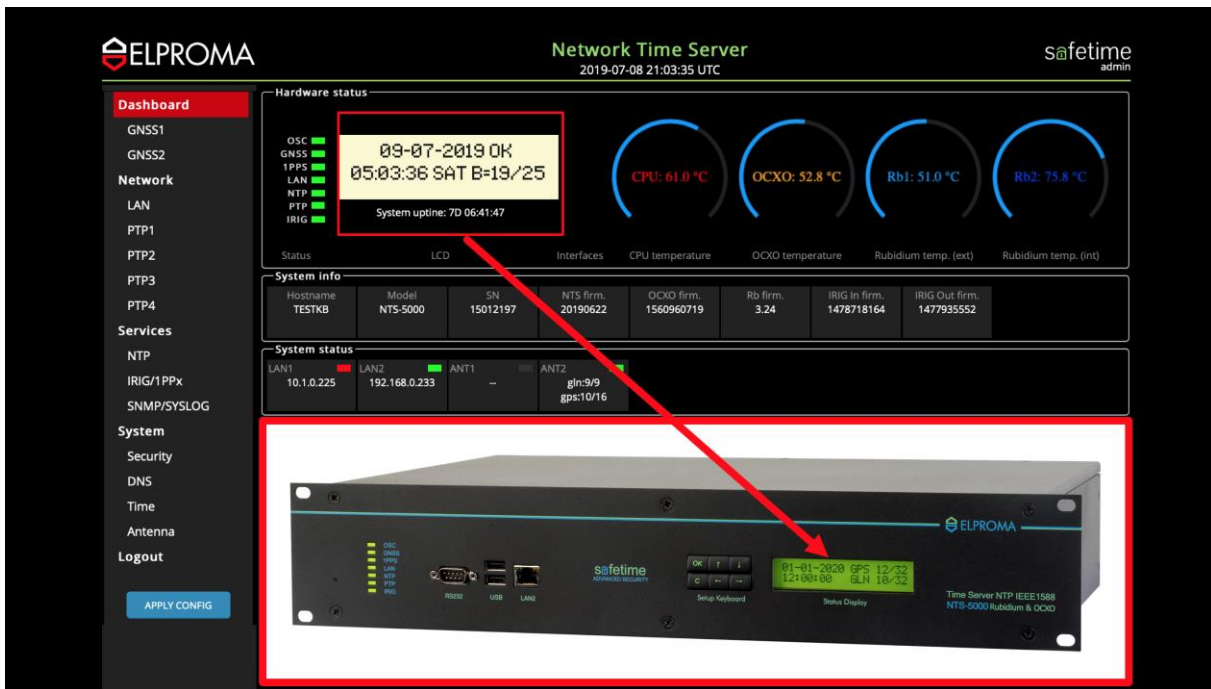 ELPROMA
Network Time Server
2019-07-08 21:03:35 UTC
safetime
admin
Dashboard
GNSS1
GNSS2
Network
LAN
PTP1
PTP2
PTP3
PTP4
Services
NTP
IRIG/1PPx
SNMP/SYSLOG
System
Security
DNS
Time
Antenna
Logout
APPLY CONFIG
Hardware status
OSC
GNSS
1PPS
LAN
NTP
PTP
IRIG
09-07-2019 OK
05:03:36 SAT B=19/25
System uptine: 7D 06:41:47
CPU: 61.0 °C
OCXO: 52.8 °C
Rb1: 51.0 °C
Rb2: 75.8 °C
Status
LCD
Interfaces
CPU temperature
OCXO temperature
Rubidium temp. (ext)
Rubidium temp. (int)
System info
Hostname
TESTKB
Model
NTS-5000
SN
15012197
NTS firm.
20190622
OCXO firm.
1560960719
Rb firm.
3.24
IRIG In firm.
1478718164
IRIG Out firm.
1477935552
System status
LAN1
10.1.0.225
LAN2
192.168.0.233
ANT1
--
ANT2
gln:9/9
gps:10/16
ELPROMA
OSC
GNSS
1PPS
LAN
NTP
PTP
IRIG
RS232
USB
LAN2
safetime
ADVANCED SECURITY
OK ↑ ↓
C ← →
Setup Keyboard
01-01-2020 GPS 12/32
12:00:00 GLN 10/32
Status Display
Time Server NTP IEEE1588
NTS-5000 Rubidium & OCXO